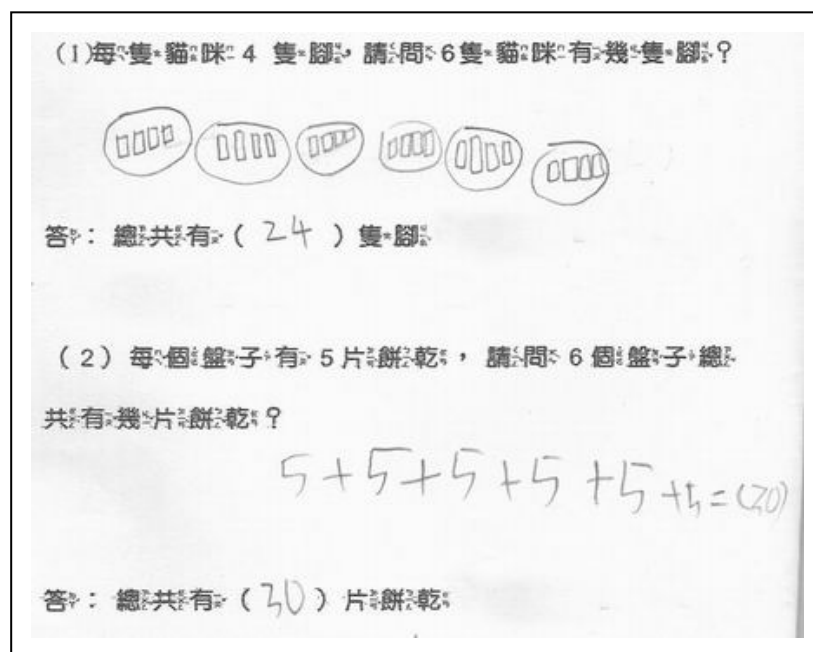 (1)每隻貓咪 4 隻腳，請問 6 隻貓咪有幾隻腳？
答：總共有（ 24 ）隻腳
（2）每個盤子有 5 片餅乾，請問 6 個盤子總
共有幾片餅乾？
5+5+5+5+5+5=(30)
答：總共有（30）片餅乾